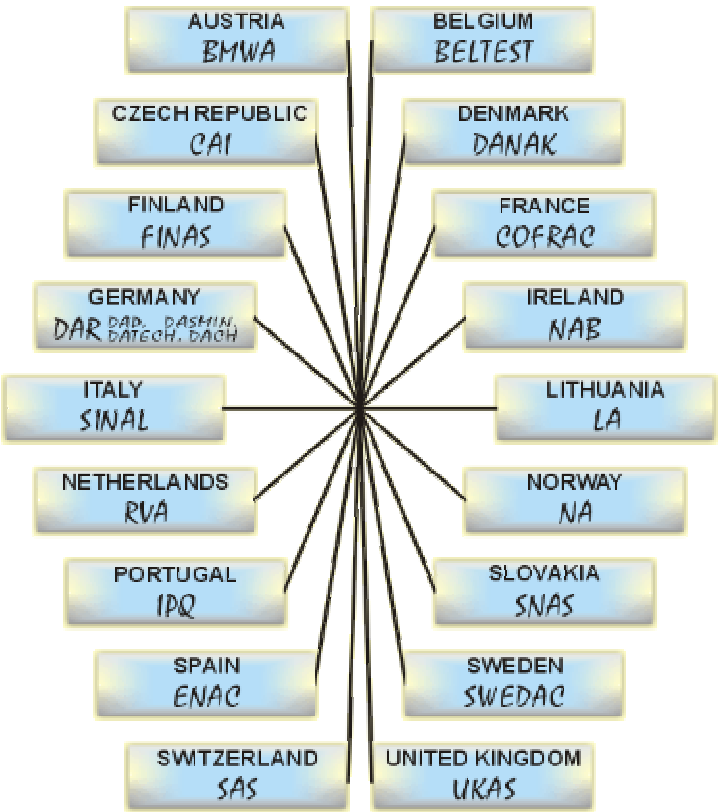 AUSTRIA
BMWA
BELGIUM
BELTEST
CZECH REPUBLIC
CAI
DENMARK
DANAK
FINLAND
FINAS
FRANCE
COFRAC
GERMANY
DAR DAP, DASMIN,
DATECH, DACH
IRELAND
NAB
ITALY
SINAL
LITHUANIA
LA
NETHERLANDS
RVA
NORWAY
NA
PORTUGAL
IPQ
SLOVAKIA
SNAS
SPAIN
ENAC
SWEDEN
SWEDAC
SWITZERLAND
SAS
UNITED KINGDOM
UKAS